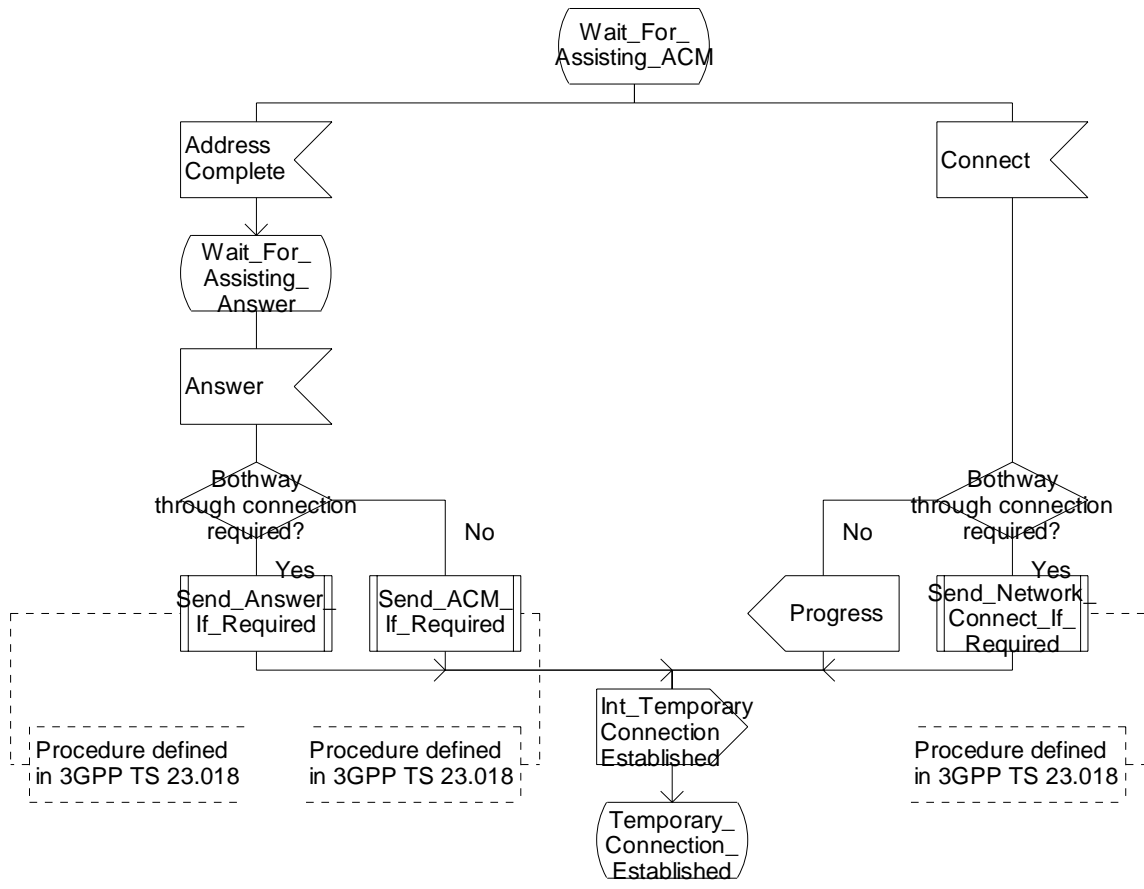 Wait_For_
Assisting_ACM
Address
Complete
Connect
Wait_For_
Assisting_
Answer
Answer
Bothway
through connection
required?
No
Yes
Bothway
through connection
required?
No
Yes
Send_Answer_
If_Required
Send_ACM_
If_Required
Progress
Send_Network_
Connect_If_
Required
Int_Temporary
Connection
Established
Procedure defined
in 3GPP TS 23.018
Procedure defined
in 3GPP TS 23.018
Procedure defined
in 3GPP TS 23.018
Temporary_
Connection_
Established